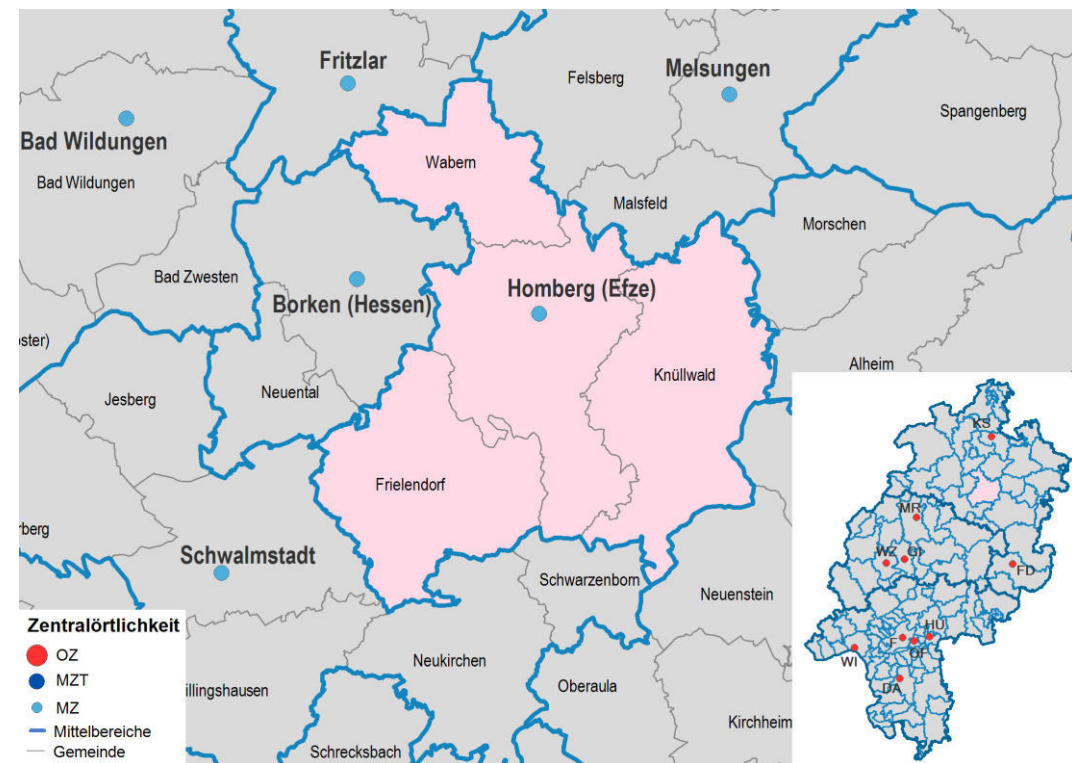 Fritzlar
Melsungen
Felsberg
Spangenberg
Bad Wildungen
Bad Wildungen
Wabern
Malsfeld
Morschen
Bad Zwesten
Homberg (Efze)
Borken (Hessen)
oster)
Alheim
Knüllwald
Jesberg
Neuental
Frielendorf
rberg
Schwalmstadt
Schwarzenborn
Neuenstein
Neukirchen
Oberaula
illingshausen
Kirchheim
Schrecksbach
Zentralörtlichkeit
OZ
MZT
MZ
Mittelbereiche
Gemeinde
KS
MR
WZ
GI
FD
HU
F
OF
WI
DA